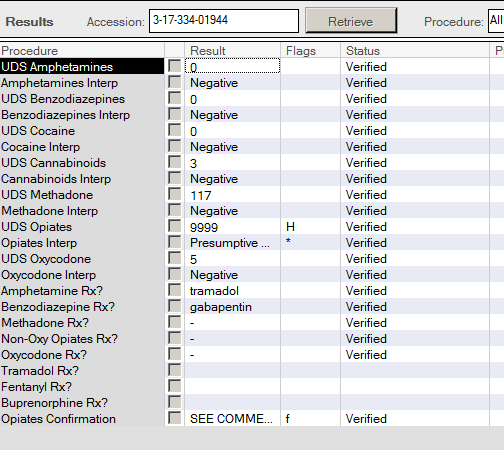 Results Accession: 3-17-334-01944 Retrieve Procedure: All
Procedure Result Flags Status
UDS Amphetamines 0 Verified
Amphetamines Interp Negative Verified
UDS Benzodiazepines 0 Verified
Benzodiazepines Interp Negative Verified
UDS Cocaine 0 Verified
Cocaine Interp Negative Verified
UDS Cannabinoids 3 Verified
Cannabinoids Interp Negative Verified
UDS Methadone 117 Verified
Methadone Interp Negative Verified
UDS Opiates 9999 H Verified
Opiates Interp Presumptive ... * Verified
UDS Oxycodone 5 Verified
Oxycodone Interp Negative Verified
Amphetamine Rx? tramadol Verified
Benzodiazepine Rx? gabapentin Verified
Methadone Rx? - Verified
Non-Oxy Opiates Rx? - Verified
Oxycodone Rx? - Verified
Tramadol Rx?
Fentanyl Rx?
Buprenorphine Rx?
Opiates Confirmation SEE COMME... f Verified